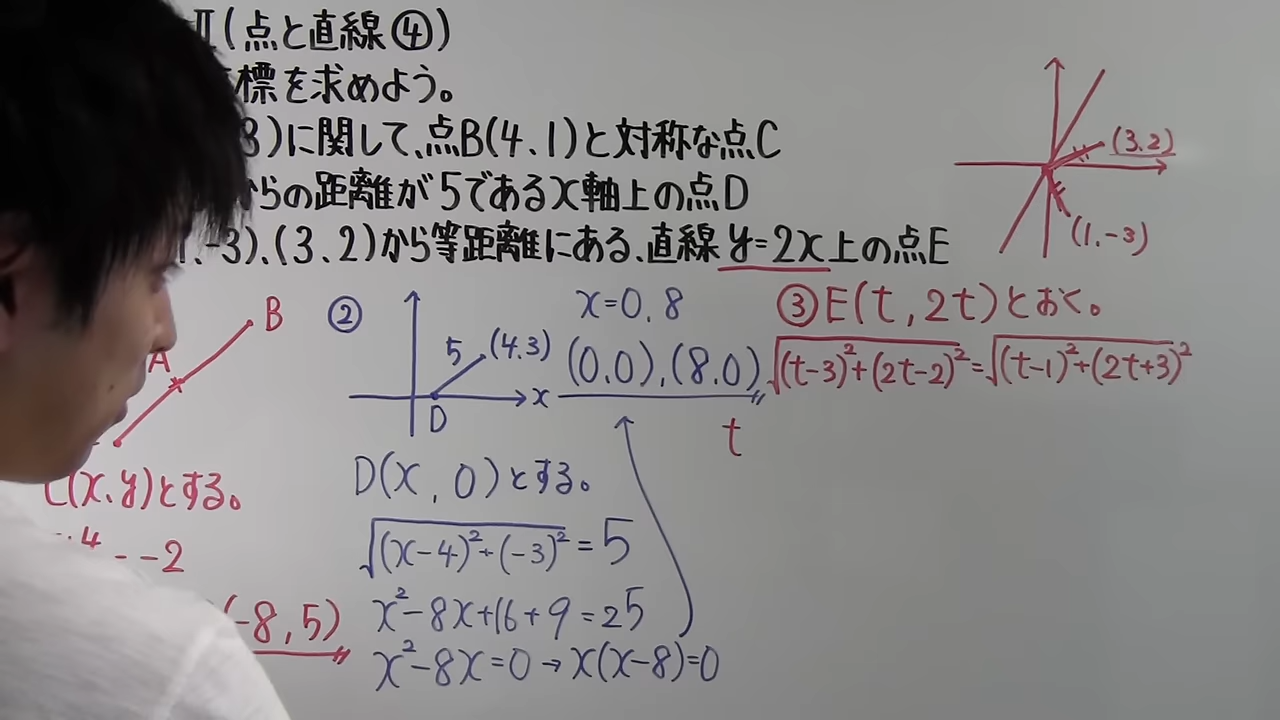 Ⅱ(点と直線④)
標を求めよう。
3)に関して、点B(4、1)と対称な点C
らの距離が5であるx軸上の点D
-3)、(3、2)から等距離にある、直線y=2x上の点E
(3,2)
(1,-3)
B
A
C(x、y)とする。
4
=-2
(-8,5)
②
5
(4,3)
x
D
D(x,0)とする。
√(x-4)²+(-3)²=5
x²-8x+16+9=25
x²-8x=0→x(x-8)=0
x=0,8
(0,0),(8,0)
③E(t,2t)とおく。
√(t-3)²+(2t-2)²=√(t-1)²+(2t+3)²
t